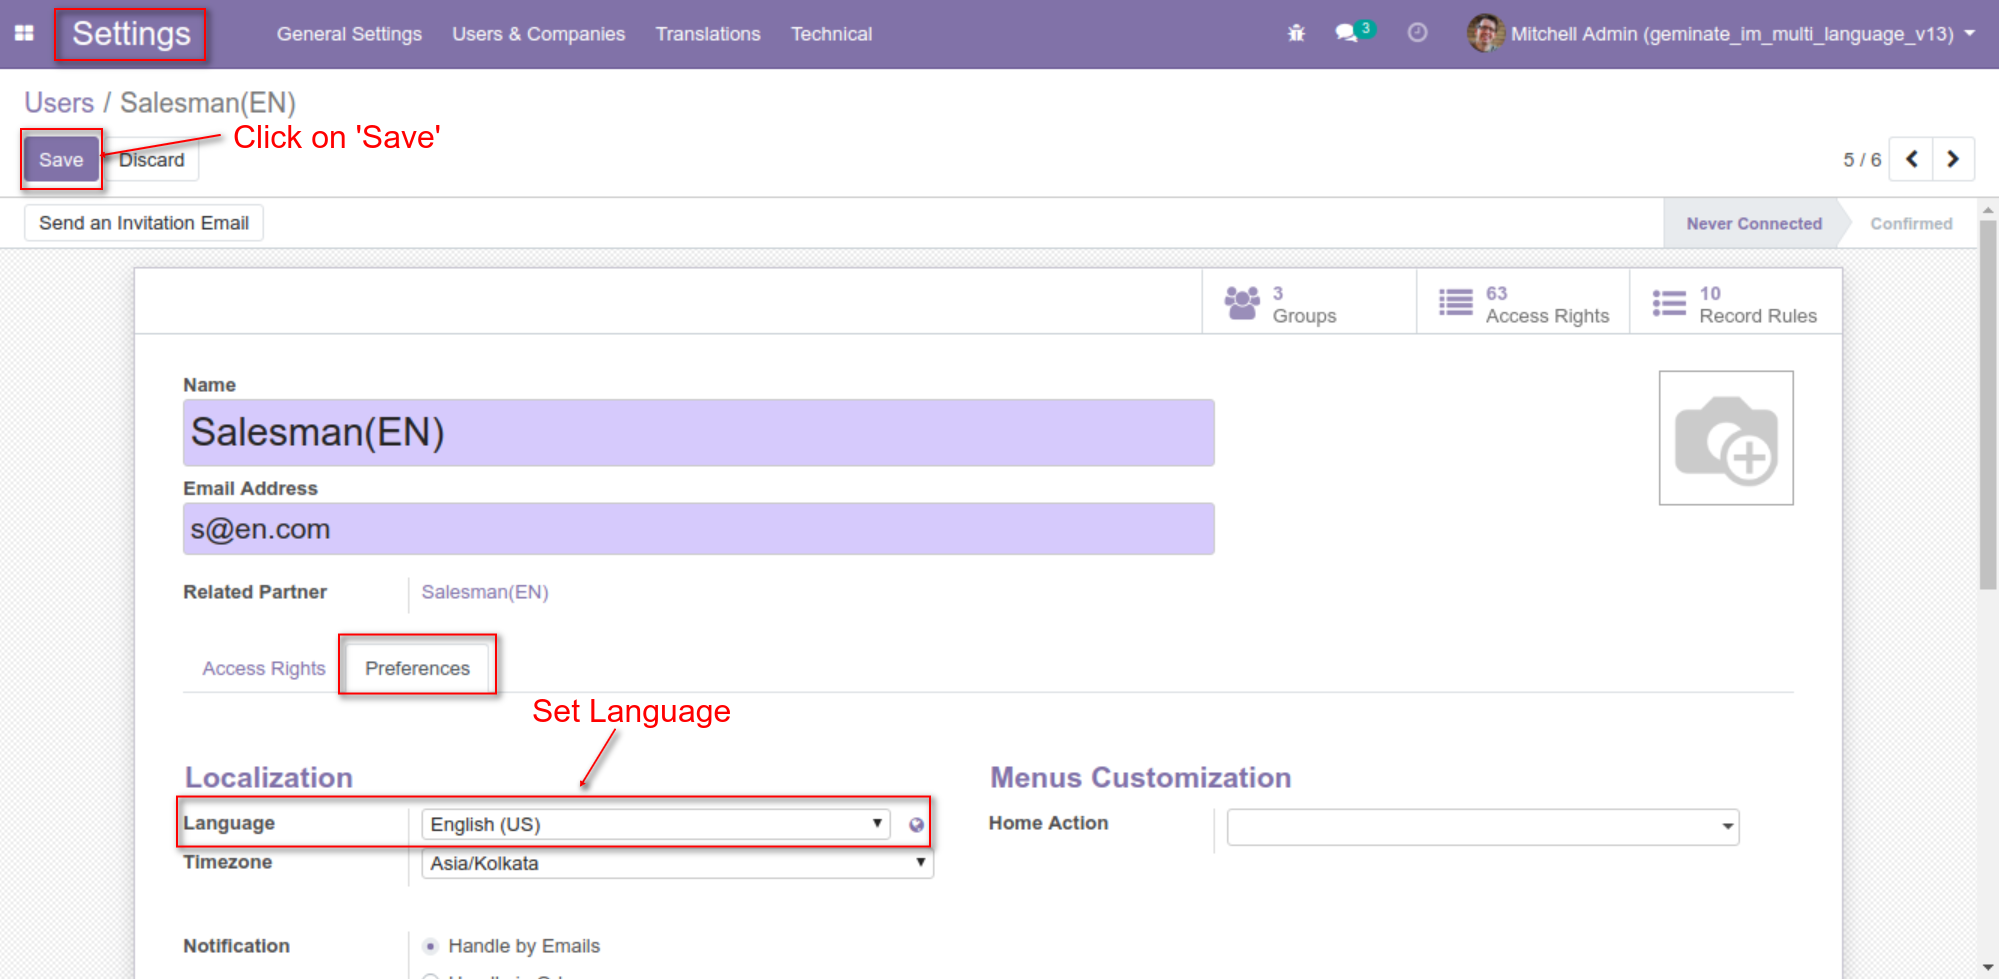 Settings General Settings Users & Companies Translations Technical 3 Mitchell Admin (geminate_im_multi_language_v13)
Users / Salesman(EN)
Click on 'Save'
Save Discard 5 / 6
Send an Invitation Email Never Connected Confirmed
3 Groups 63 Access Rights 10 Record Rules
Name
Salesman(EN)
Email Address
s@en.com
Related Partner Salesman(EN)
Access Rights Preferences
Set Language
Localization Menus Customization
Language English (US) Home Action
Timezone Asia/Kolkata
Notification Handle by Emails